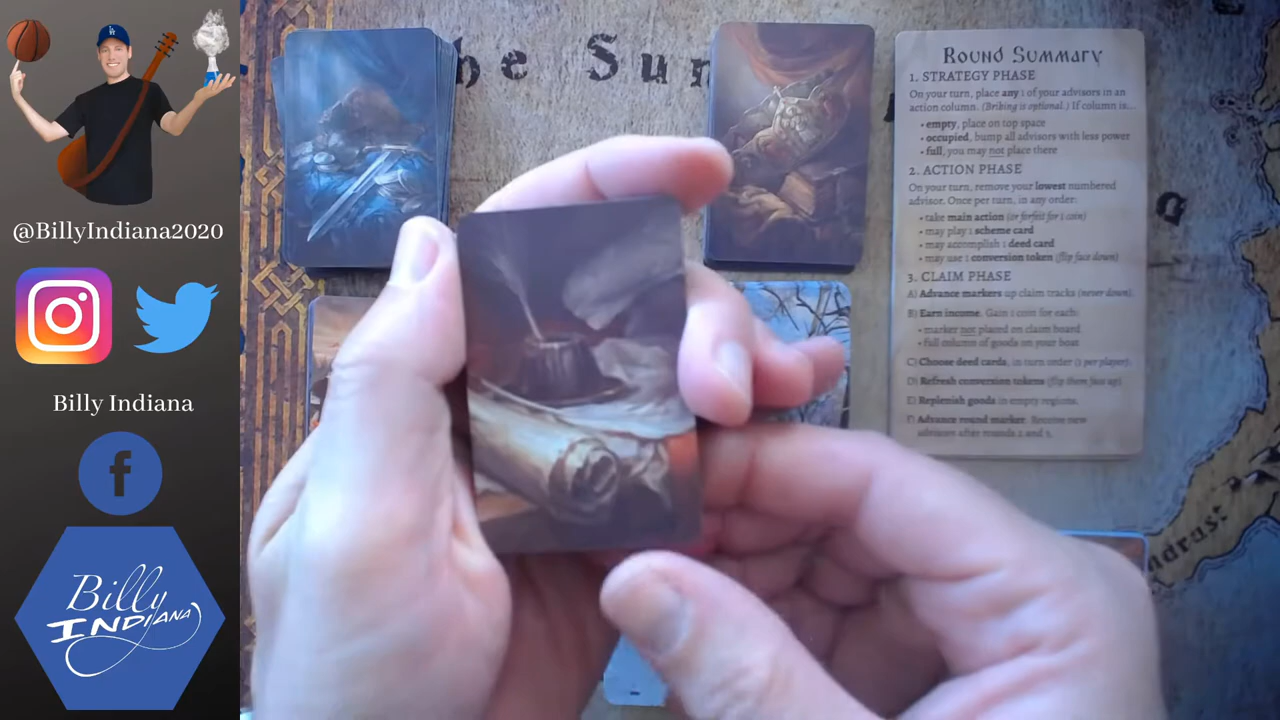 LA
@BillyIndiana2020
Billy Indiana
f
Billy
INDIANA
the Sun
Round Summary
1. STRATEGY PHASE
On your turn, place any 1 of your advisors in an
action column. (Bribing is optional.) If column is...
• empty, place on top space
• occupied, bump all advisors with less power
• full, you may not place there
2. ACTION PHASE
On your turn, remove your lowest numbered
advisor. Once per turn, in any order:
• take main action (or forfeit for 1 coin)
• may play 1 scheme card
• may accomplish 1 deed card
• may use 1 conversion token (flip face down)
3. CLAIM PHASE
A) Advance markers up claim tracks (never down).
B) Earn income. Gain 1 coin for each:
• marker not placed on claim board
• full column of goods on your boat
C) Choose deed cards, in turn order (1 per player).
D) Refresh conversion tokens (flip them face up)
E) Replenish goods in empty regions.
F) Advance round marker. Receive new
advisors after rounds 2 and 3.
ndrast